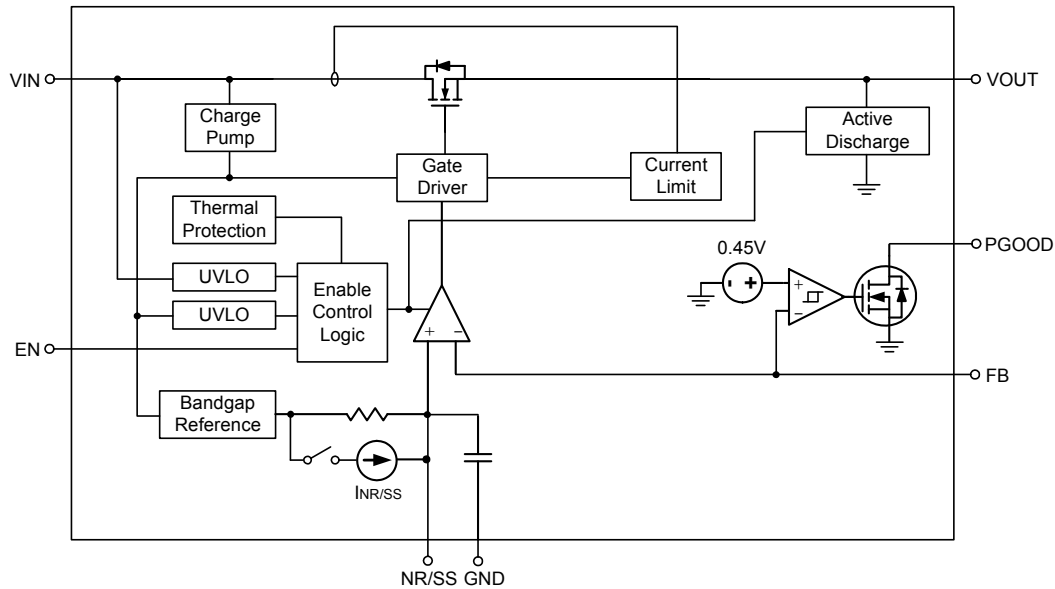 VIN
VOUT
Charge
Pump
Active
Discharge
Gate
Driver
Current
Limit
Thermal
Protection
PGOOD
0.45V
UVLO
Enable
Control
Logic
UVLO
- +
+
−
+ −
EN
FB
Bandgap
Reference
INR/SS
NR/SS GND